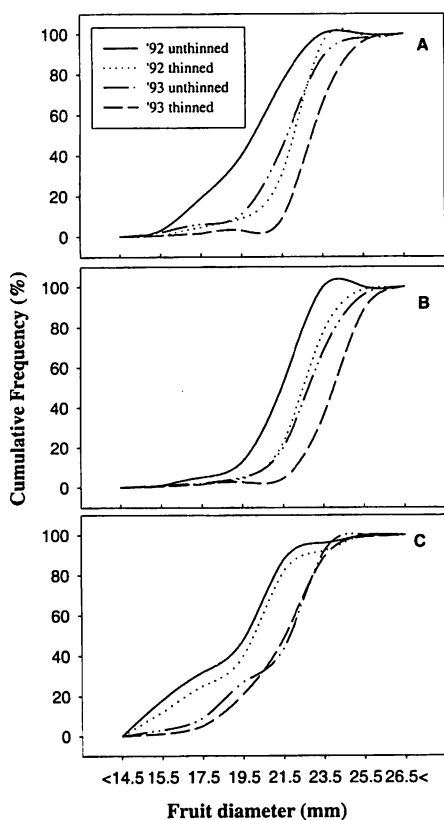 100
80
60
40
20
0
A
'92 unthinned
'92 thinned
'93 unthinned
'93 thinned
Cumulative Frequency (%)
100
80
60
40
20
0
B
100
80
60
40
20
0
C
<14.5 15.5 17.5 19.5 21.5 23.5 25.5 26.5<
Fruit diameter (mm)